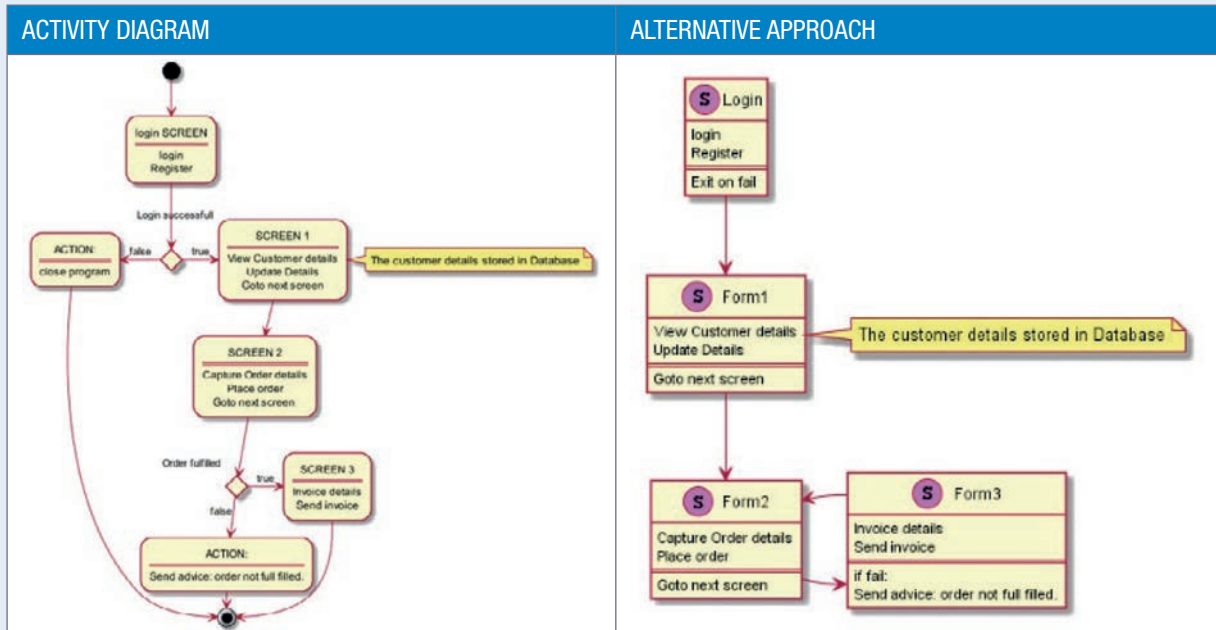 ACTIVITY DIAGRAM
login SCREEN
login
Register
Login successfull
false
true
ACTION:
close program
SCREEN 1
View Customer details
Update Details
Goto next screen
The customer details stored in Database
SCREEN 2
Capture Order details
Place order
Goto next screen
Order fulfilled
true
false
SCREEN 3
Invoice details
Send invoice
ACTION:
Send advice: order not full filled.
ALTERNATIVE APPROACH
S Login
login
Register
Exit on fail
S Form1
View Customer details
Update Details
Goto next screen
The customer details stored in Database
S Form2
Capture Order details
Place order
Goto next screen
S Form3
Invoice details
Send invoice
if fail:
Send advice: order not full filled.